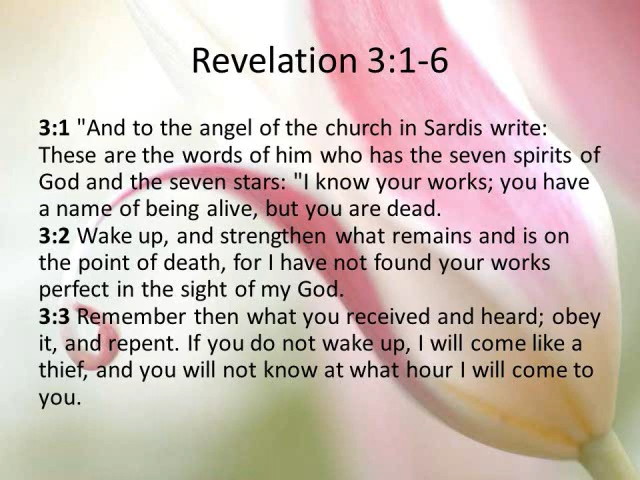 Revelation 3:1-6
3:1 "And to the angel of the church in Sardis write:
These are the words of him who has the seven spirits of
God and the seven stars: "I know your works; you have
a name of being alive, but you are dead.
3:2 Wake up, and strengthen what remains and is on
the point of death, for I have not found your works
perfect in the sight of my God.
3:3 Remember then what you received and heard; obey
it, and repent. If you do not wake up, I will come like a
thief, and you will not know at what hour I will come to
you.